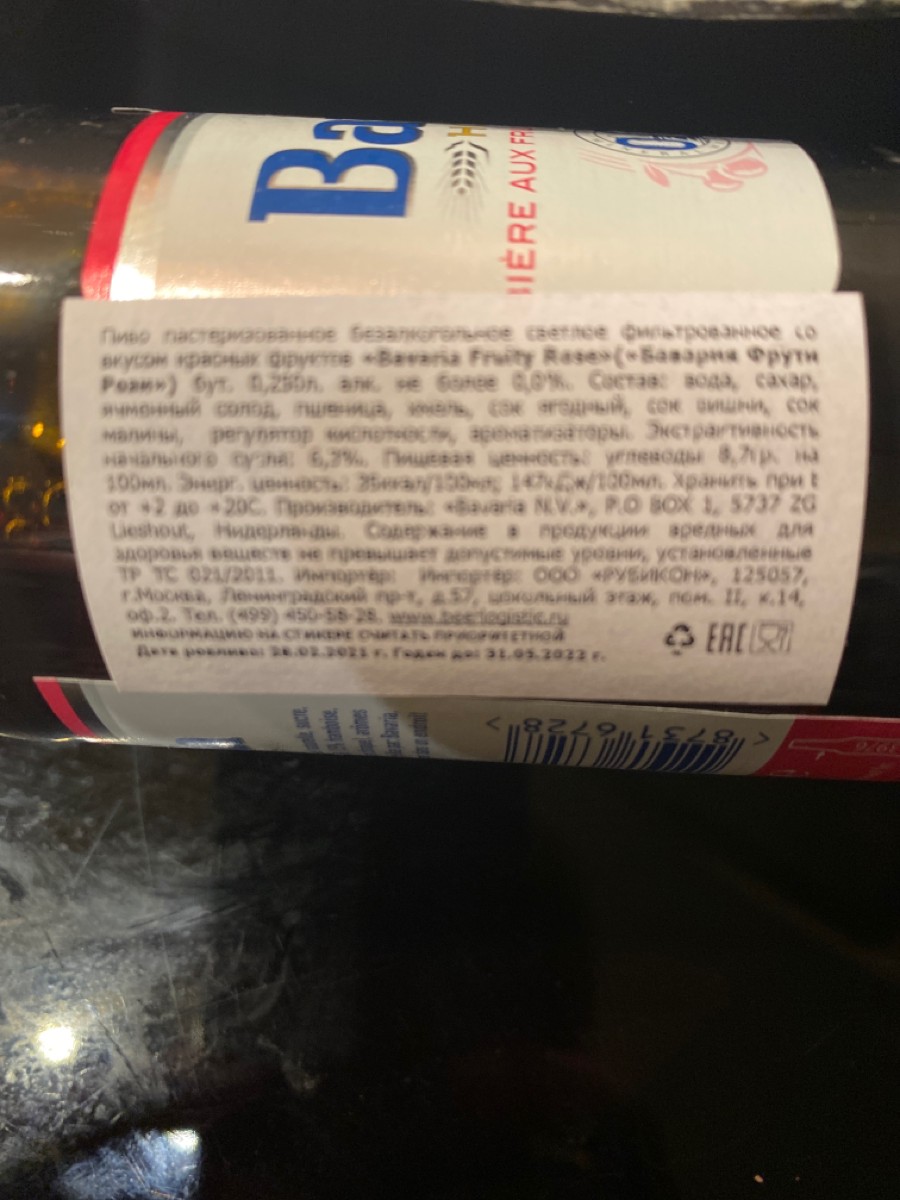 Ba
BIÈRE AUX FR
Пиво пастеризованное безалкогольное светлое фильтрованное со
вкусом красных фруктов «Bavaria Fruity Rose»(«Бавария Фрути
Рози») бут. 0,250л. алк. не более 0,0%. Состав: вода, сахар,
ячменный солод, пшеница, хмель, сок ягодный, сок вишни, сок
малины, регулятор кислотности, ароматизаторы. Экстрактивность
начального сусла: 6,2%. Пищевая ценность: углеводы 8,7гр. на
100мл. Энерг. ценность: 35ккал/100мл; 147кДж/100мл. Хранить при t
от +2 до +20С. Производитель: «Bavaria N.V.», P.O BOX 1, 5737 ZG
Lieshout, Нидерланды. Содержание в продукции вредных для
здоровья веществ не превышает допустимые уровни, установленные
ТР ТС 021/2011. Импортёр: Импортёр: ООО «РУБИКОН», 125057,
г.Москва, Ленинградский пр-т, д.57, цокольный этаж, пом. II, к.14,
оф.2. Тел. (499) 450-58-28. www.beerlogistic.ru
ИНФОРМАЦИЮ НА СТИКЕРЕ СЧИТАТЬ ПРИОРИТЕТНОЙ
Дата розлива: 26.02.2021 г. Годен до: 31.05.2022 г.
EAC
8731 6728